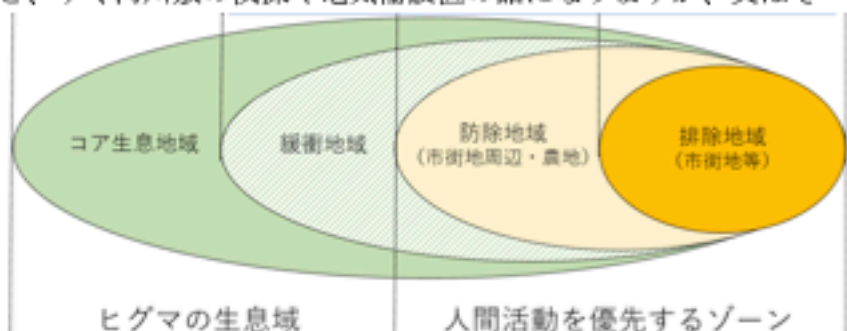 コア生息地域
緩衝地域
防除地域
(市街地周辺・農地)
排除地域
(市街地等)
ヒグマの生息域
人間活動を優先するゾーン